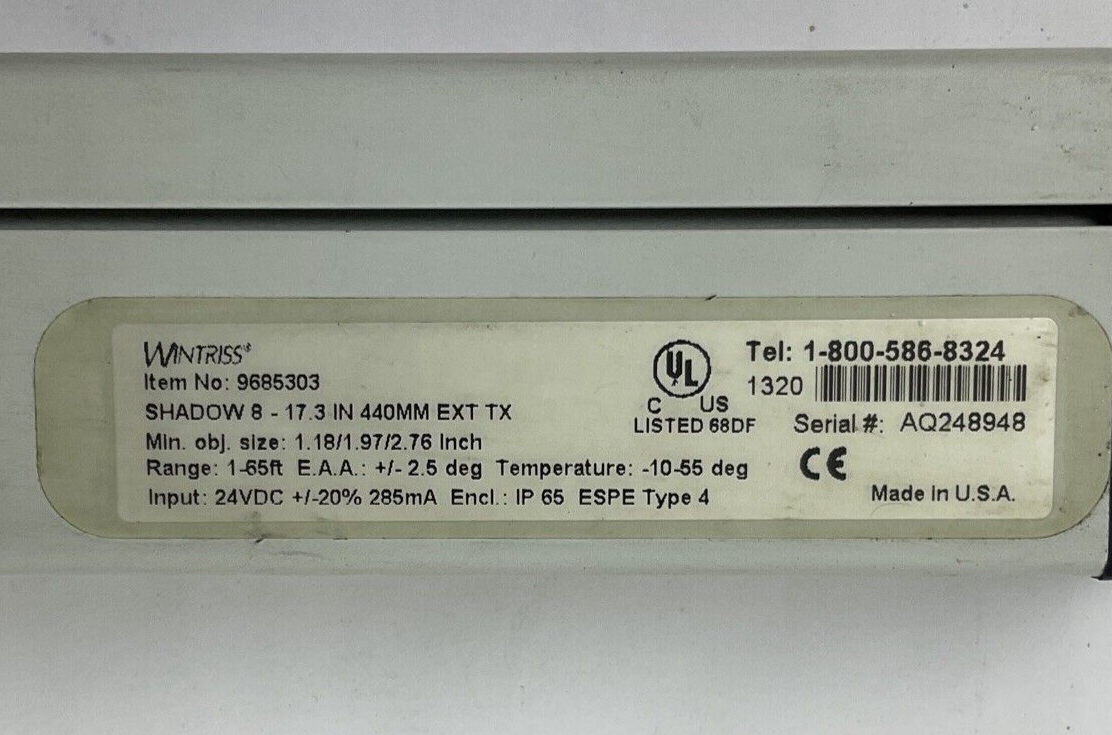 WINTRISS®
Item No: 9685303
SHADOW 8 - 17.3 IN 440MM EXT TX
Min. obj. size: 1.18/1.97/2.76 Inch
Range: 1-65ft E.A.A.: +/- 2.5 deg Temperature: -10-55 deg
Input: 24VDC +/-20% 285mA Encl.: IP 65 ESPE Type 4
UL
C US
LISTED 68DF
Tel: 1-800-586-8324
1320
Serial #: AQ248948
CE
Made In U.S.A.